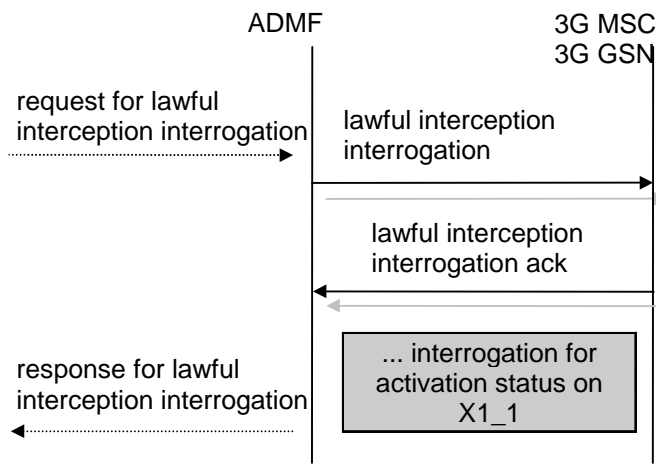 ADMF
3G MSC
3G GSN
request for lawful
interception interrogation
lawful interception
interrogation
lawful interception
interrogation ack
... interrogation for
activation status on
X1_1
response for lawful
interception interrogation